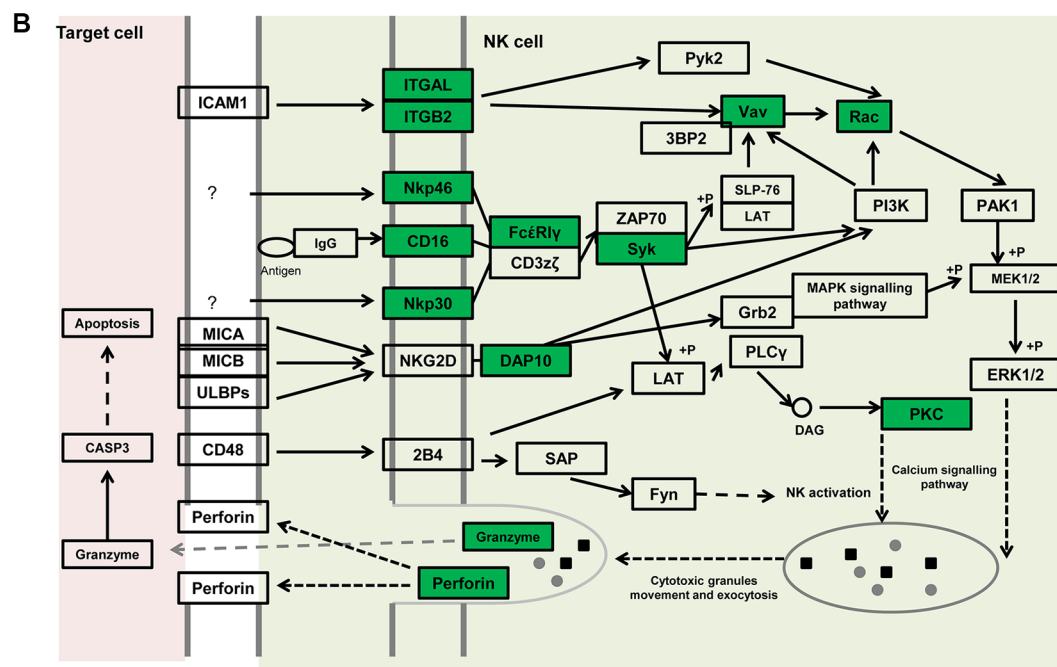 B
Target cell
NK cell
Pyk2
ITGAL
ICAM1
ITGB2
Vav
Rac
3BP2
?
Nkp46
SLP-76
+P
LAT
PI3K
PAK1
ZAP70
FcέRIγ
IgG
CD16
Syk
CD3zζ
Antigen
+P
+P
MEK1/2
MAPK signalling
pathway
?
Nkp30
Grb2
Apoptosis
MICA
MICB
ULBPs
NKG2D
DAP10
+P
PLCγ
+P
LAT
ERK1/2
DAG
PKC
CASP3
CD48
2B4
SAP
Calcium signalling
pathway
Fyn
NK activation
Perforin
Granzyme
Granzyme
Perforin
Perforin
Cytotoxic granules
movement and exocytosis